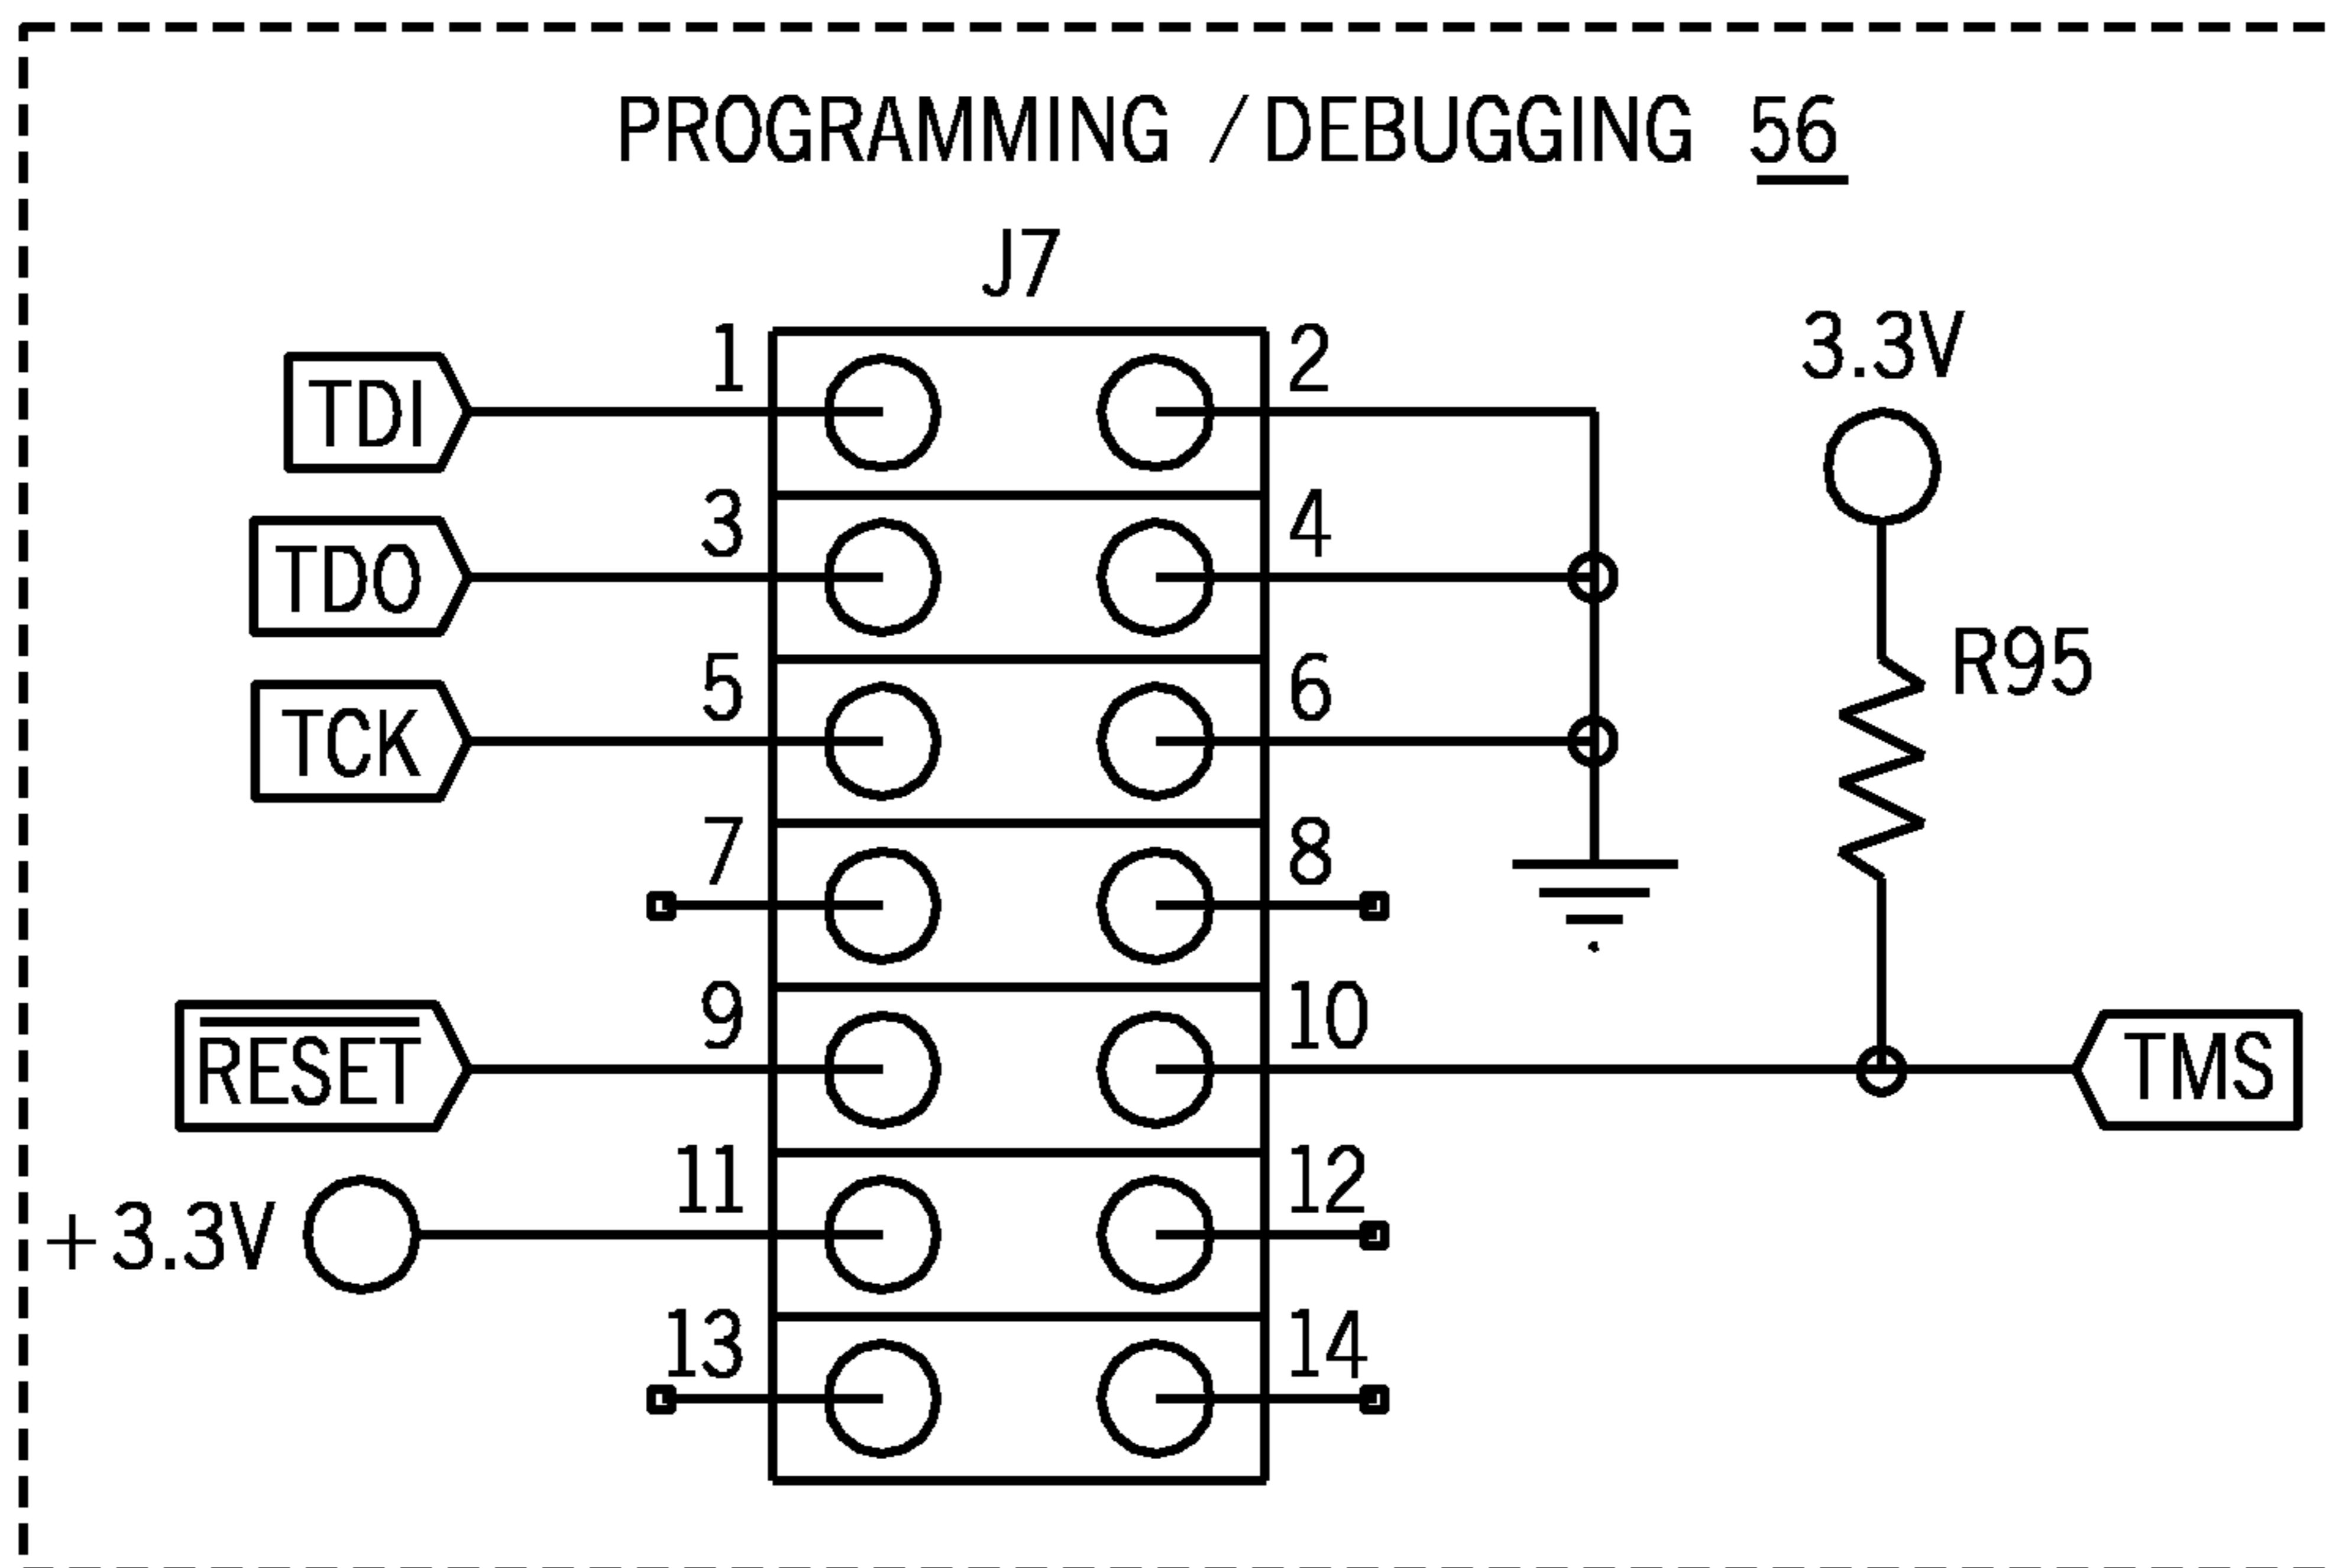 PROGRAMMING / DEBUGGING 56
J7
1 2
3.3V
TDI
3 4
TDO
R95
5 6
TCK
7 8
9 10
RESET
TMS
11 12
+3.3V
13 14